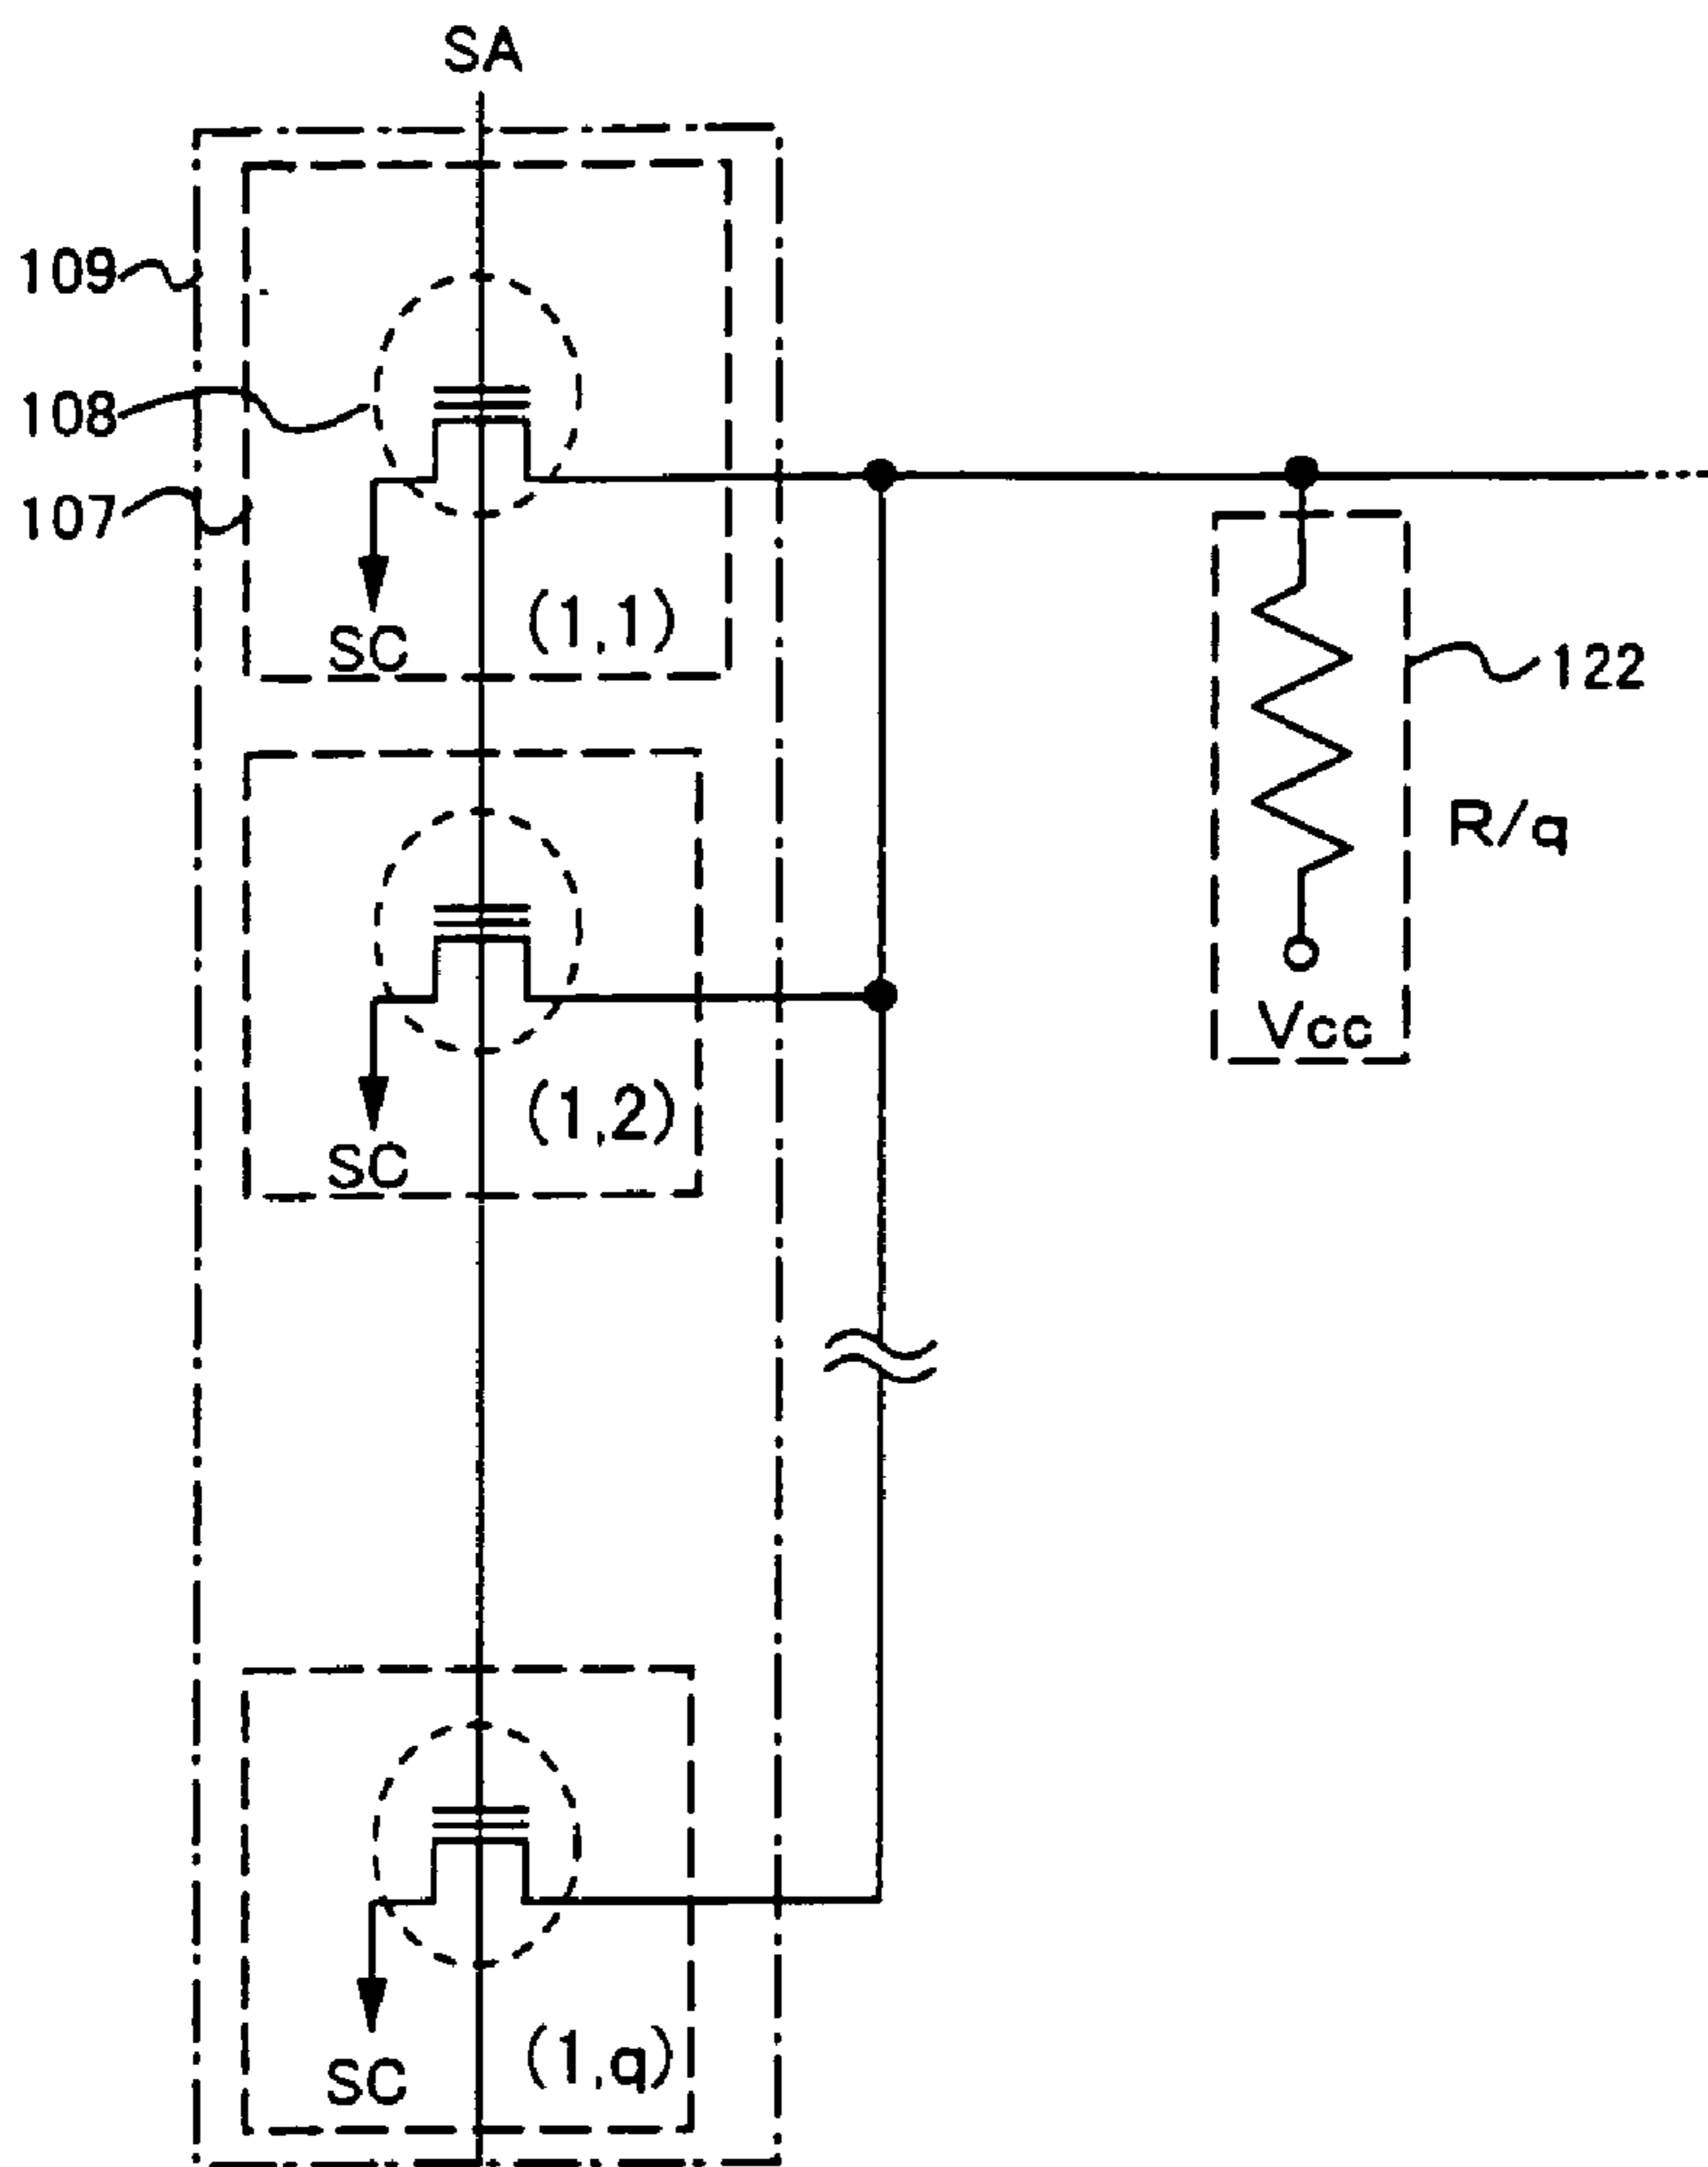 SA
109
108
107
SC
(1,1)
122
R/q
Vcc
SC
(1,2)
SC
(1,q)